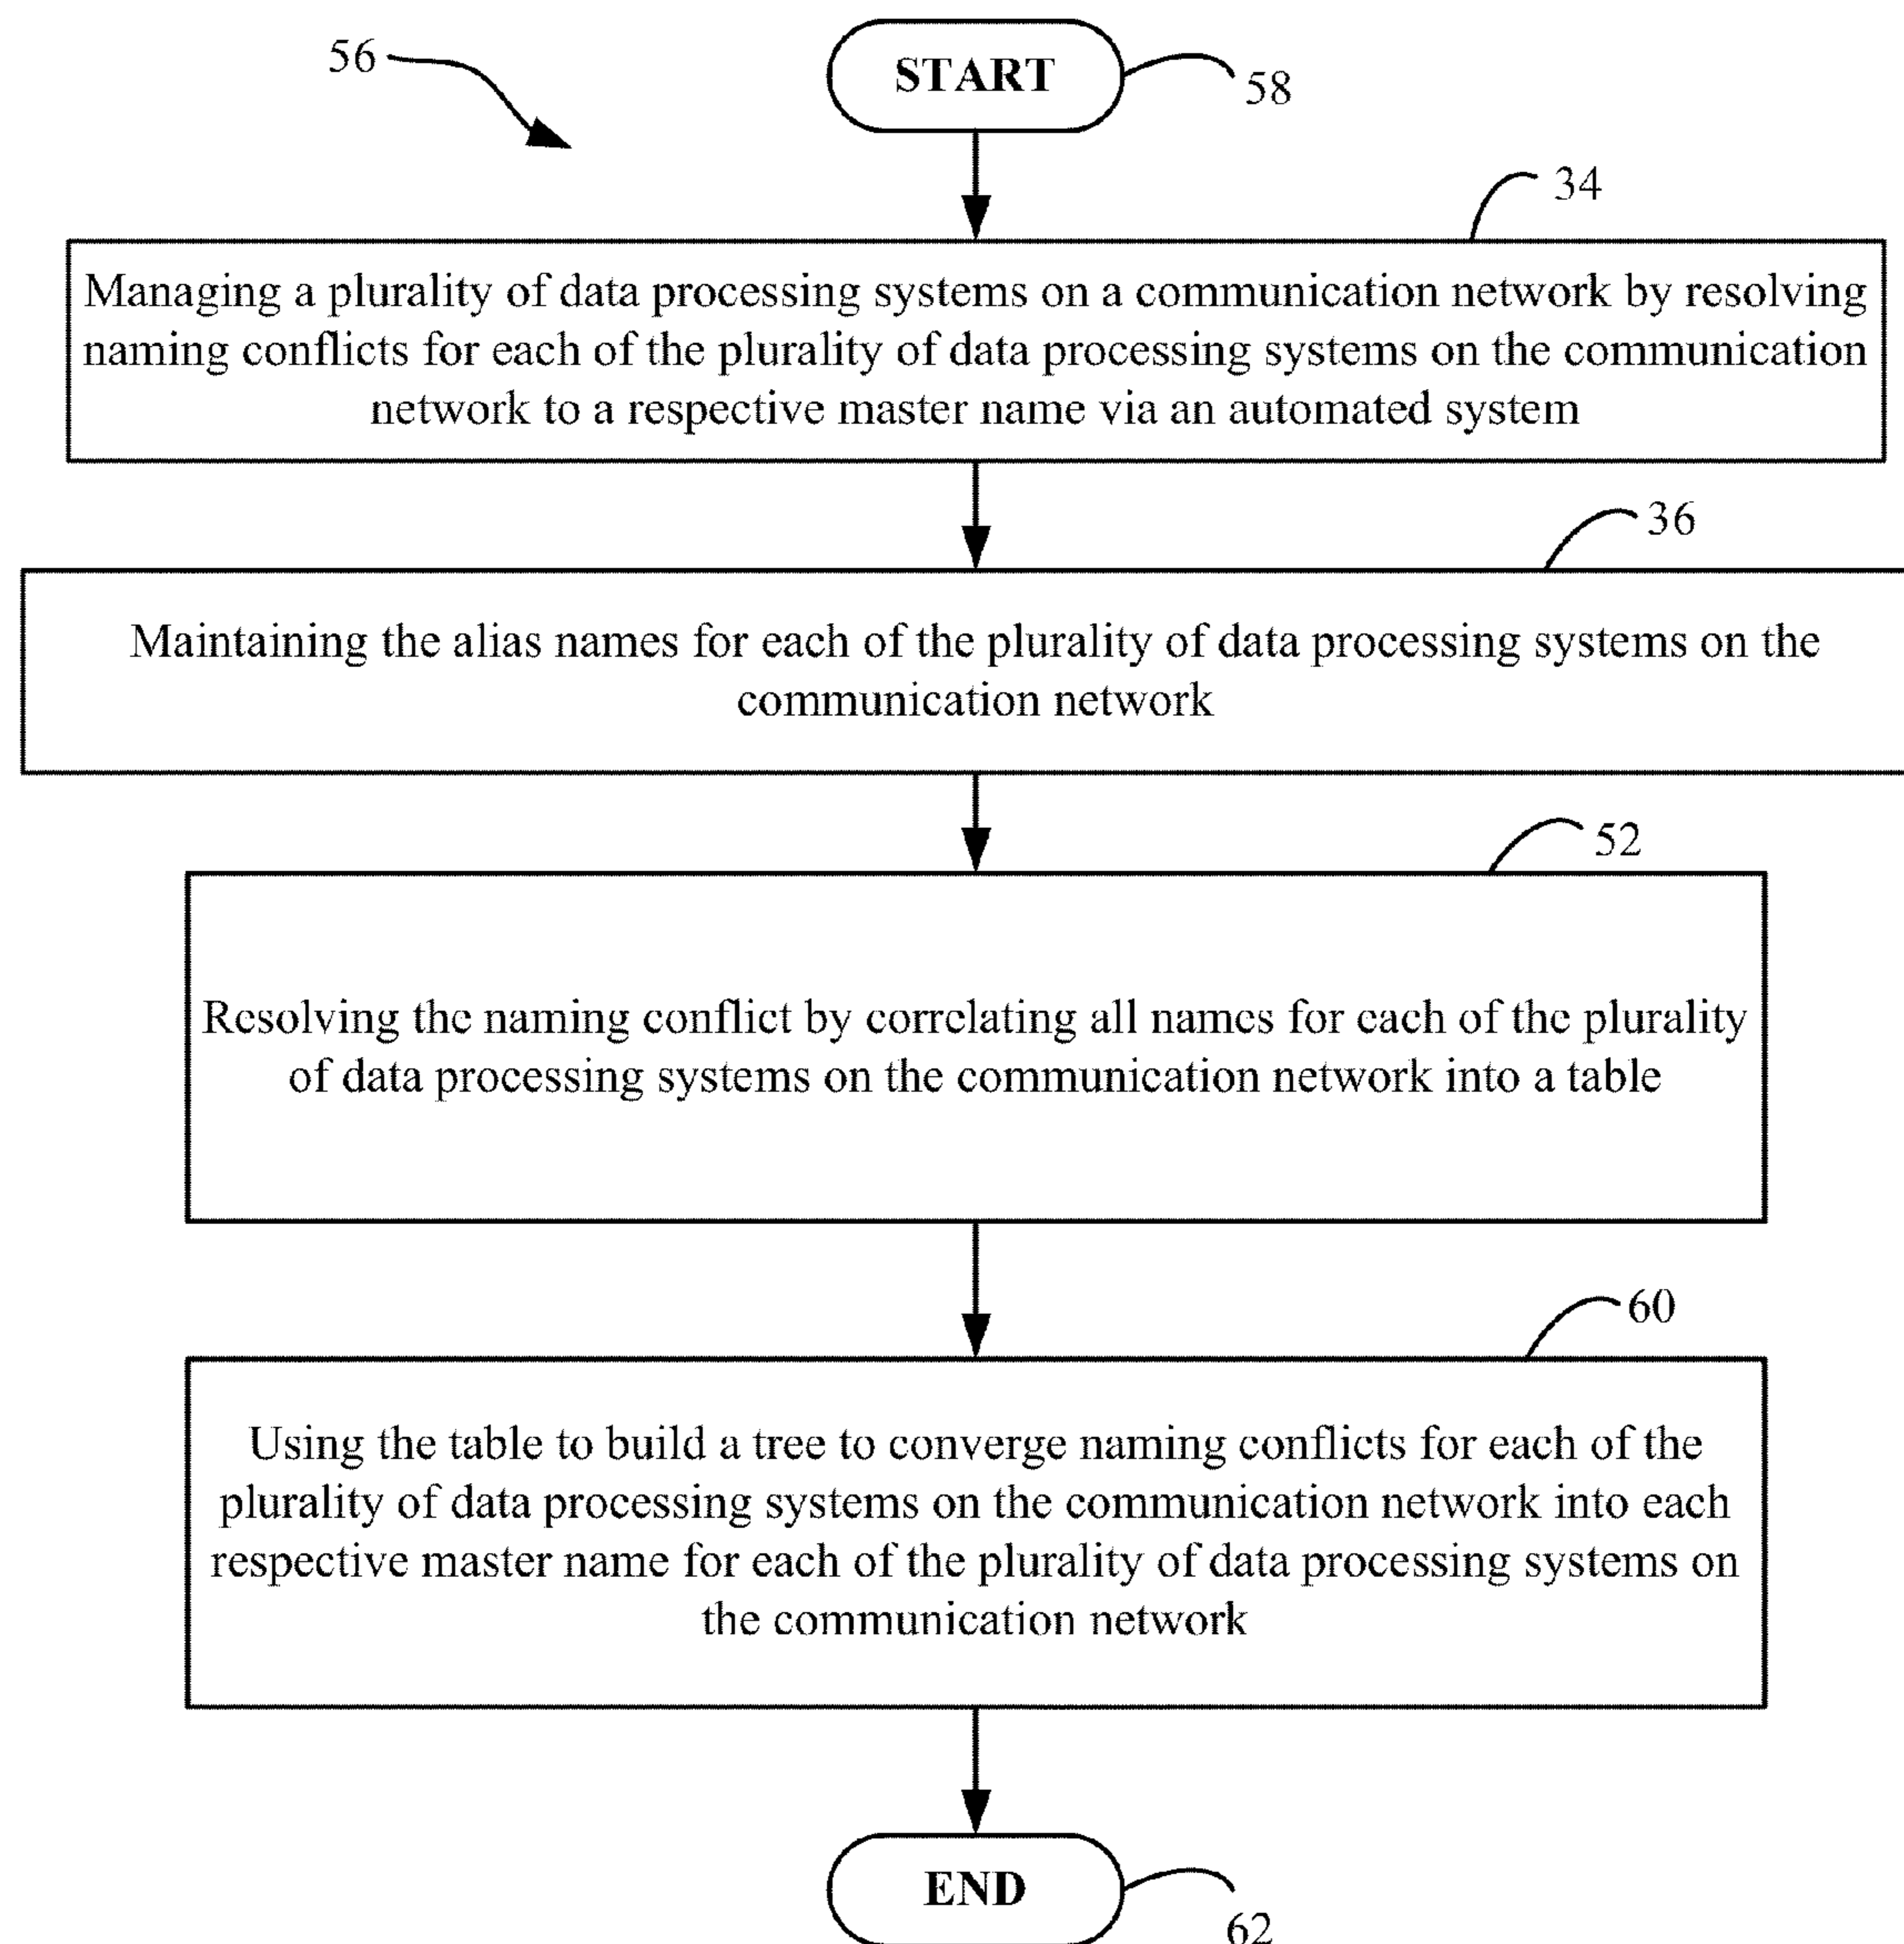 56
START
58
34
Managing a plurality of data processing systems on a communication network by resolving
naming conflicts for each of the plurality of data processing systems on the communication
network to a respective master name via an automated system
36
Maintaining the alias names for each of the plurality of data processing systems on the
communication network
52
Resolving the naming conflict by correlating all names for each of the plurality
of data processing systems on the communication network into a table
60
Using the table to build a tree to converge naming conflicts for each of the
plurality of data processing systems on the communication network into each
respective master name for each of the plurality of data processing systems on
the communication network
END
62